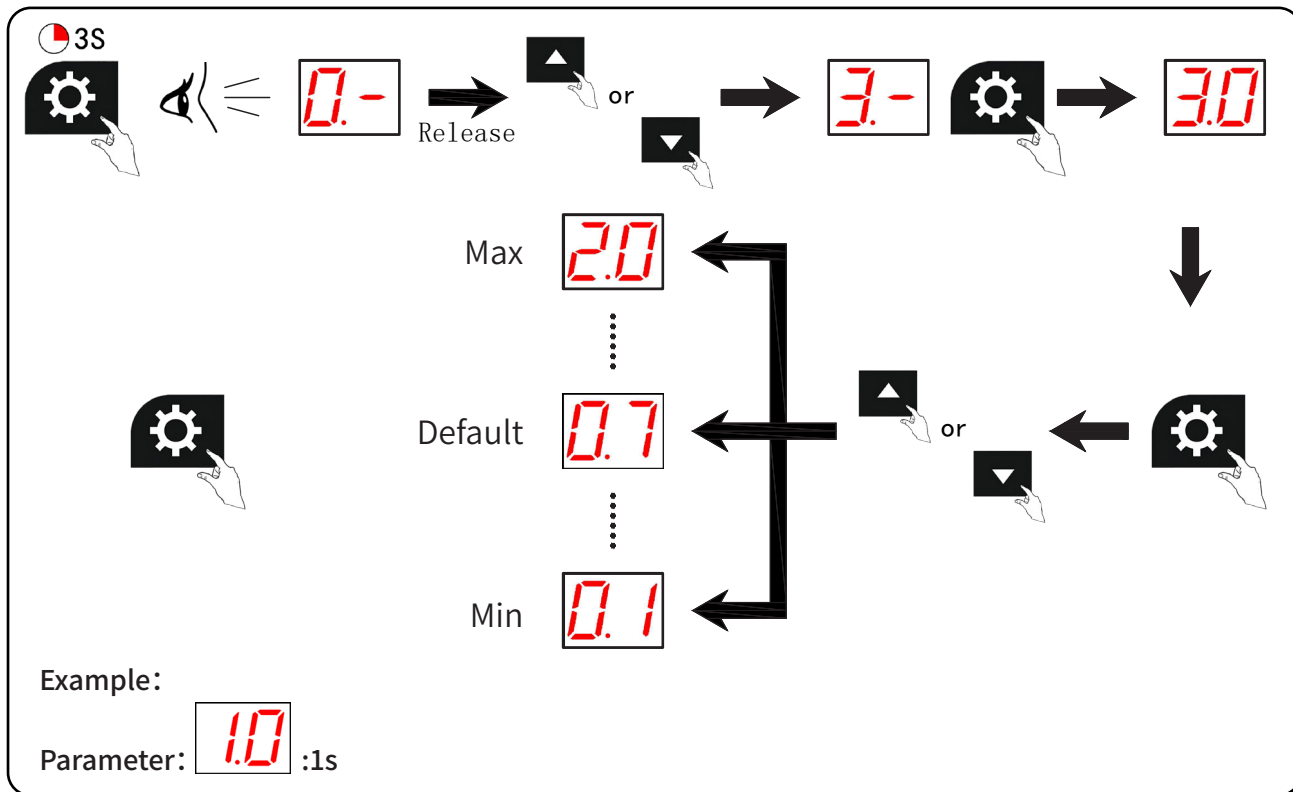 3S
0.-
Release
or
3.-
3.0
Max
2.0
Default
0.7
or
Min
0.1
Example:
Parameter: 1.0 :1s